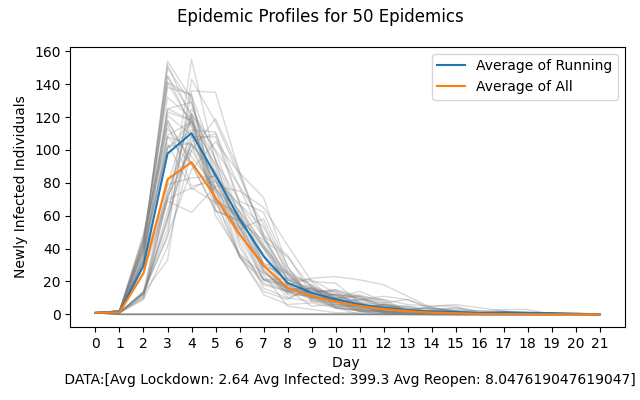 Epidemic Profiles for 50 Epidemics
160
140
120
100
80
60
40
20
0
Newly Infected Individuals
Average of Running
Average of All
0 1 2 3 4 5 6 7 8 9 10 11 12 13 14 15 16 17 18 19 20 21
Day
DATA:[Avg Lockdown: 2.64 Avg Infected: 399.3 Avg Reopen: 8.047619047619047]